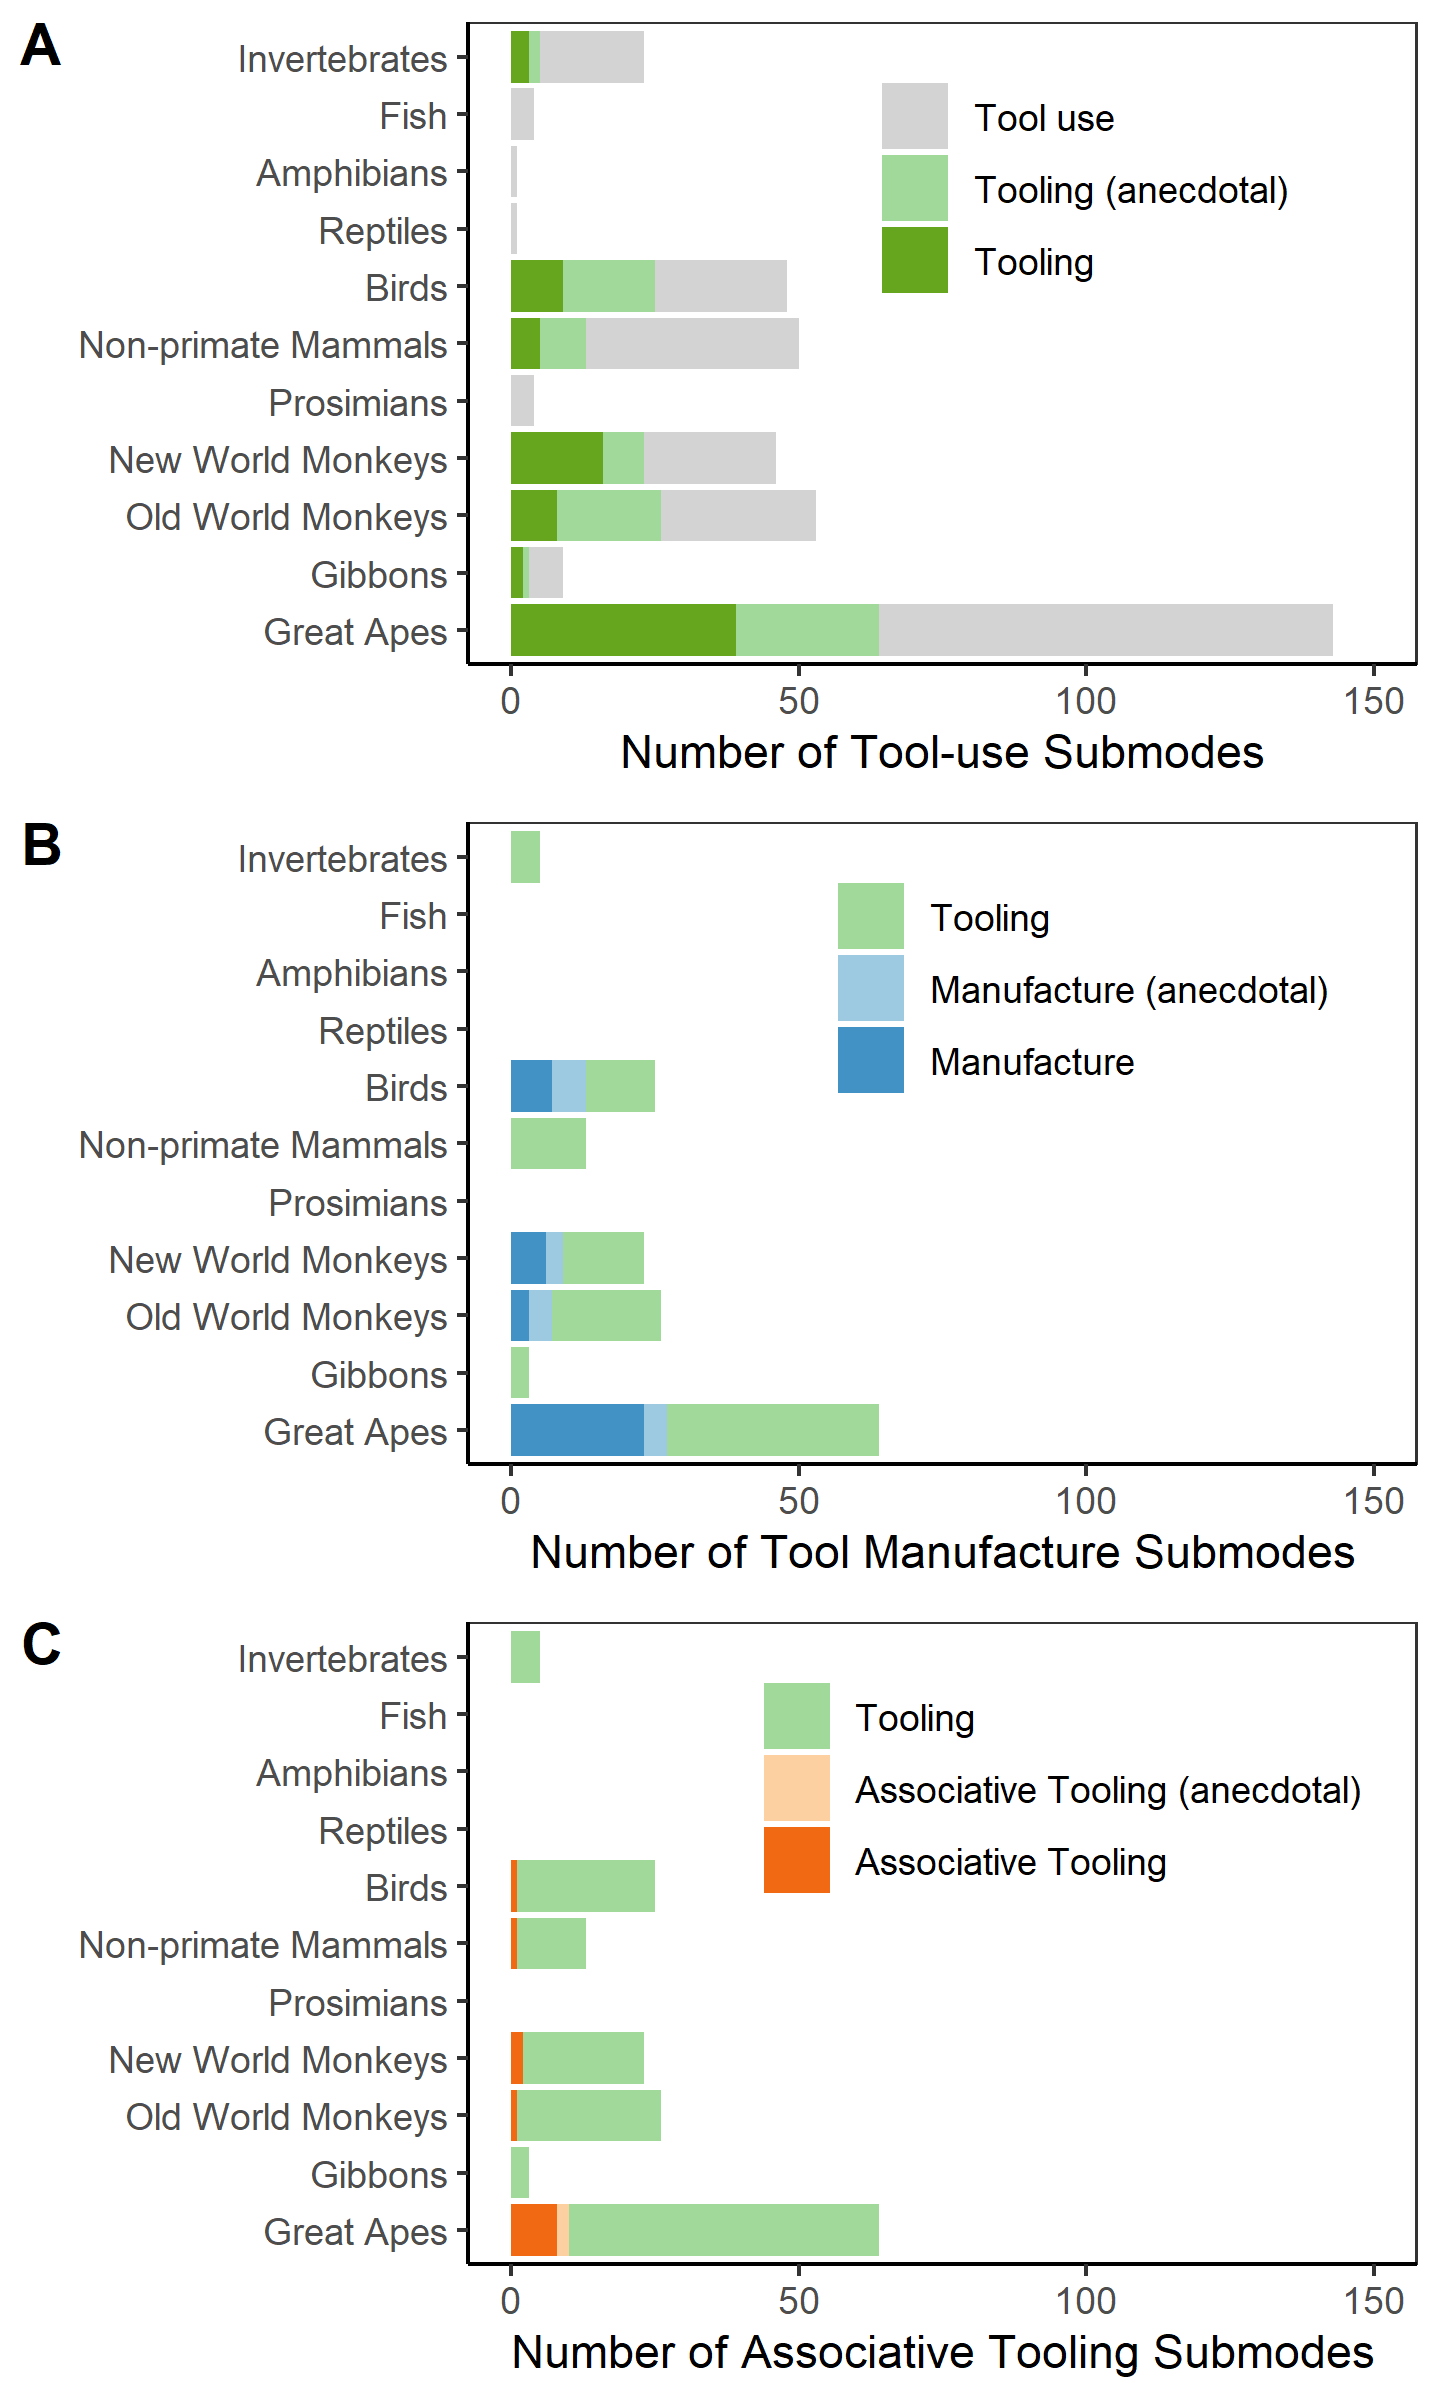 A
Invertebrates
Fish
Amphibians
Reptiles
Birds
Non-primate Mammals
Prosimians
New World Monkeys
Old World Monkeys
Gibbons
Great Apes
Tool use
Tooling (anecdotal)
Tooling
0 50 100 150
Number of Tool-use Submodes
B
Invertebrates
Fish
Amphibians
Reptiles
Birds
Non-primate Mammals
Prosimians
New World Monkeys
Old World Monkeys
Gibbons
Great Apes
Tooling
Manufacture (anecdotal)
Manufacture
0 50 100 150
Number of Tool Manufacture Submodes
C
Invertebrates
Fish
Amphibians
Reptiles
Birds
Non-primate Mammals
Prosimians
New World Monkeys
Old World Monkeys
Gibbons
Great Apes
Tooling
Associative Tooling (anecdotal)
Associative Tooling
0 50 100 150
Number of Associative Tooling Submodes